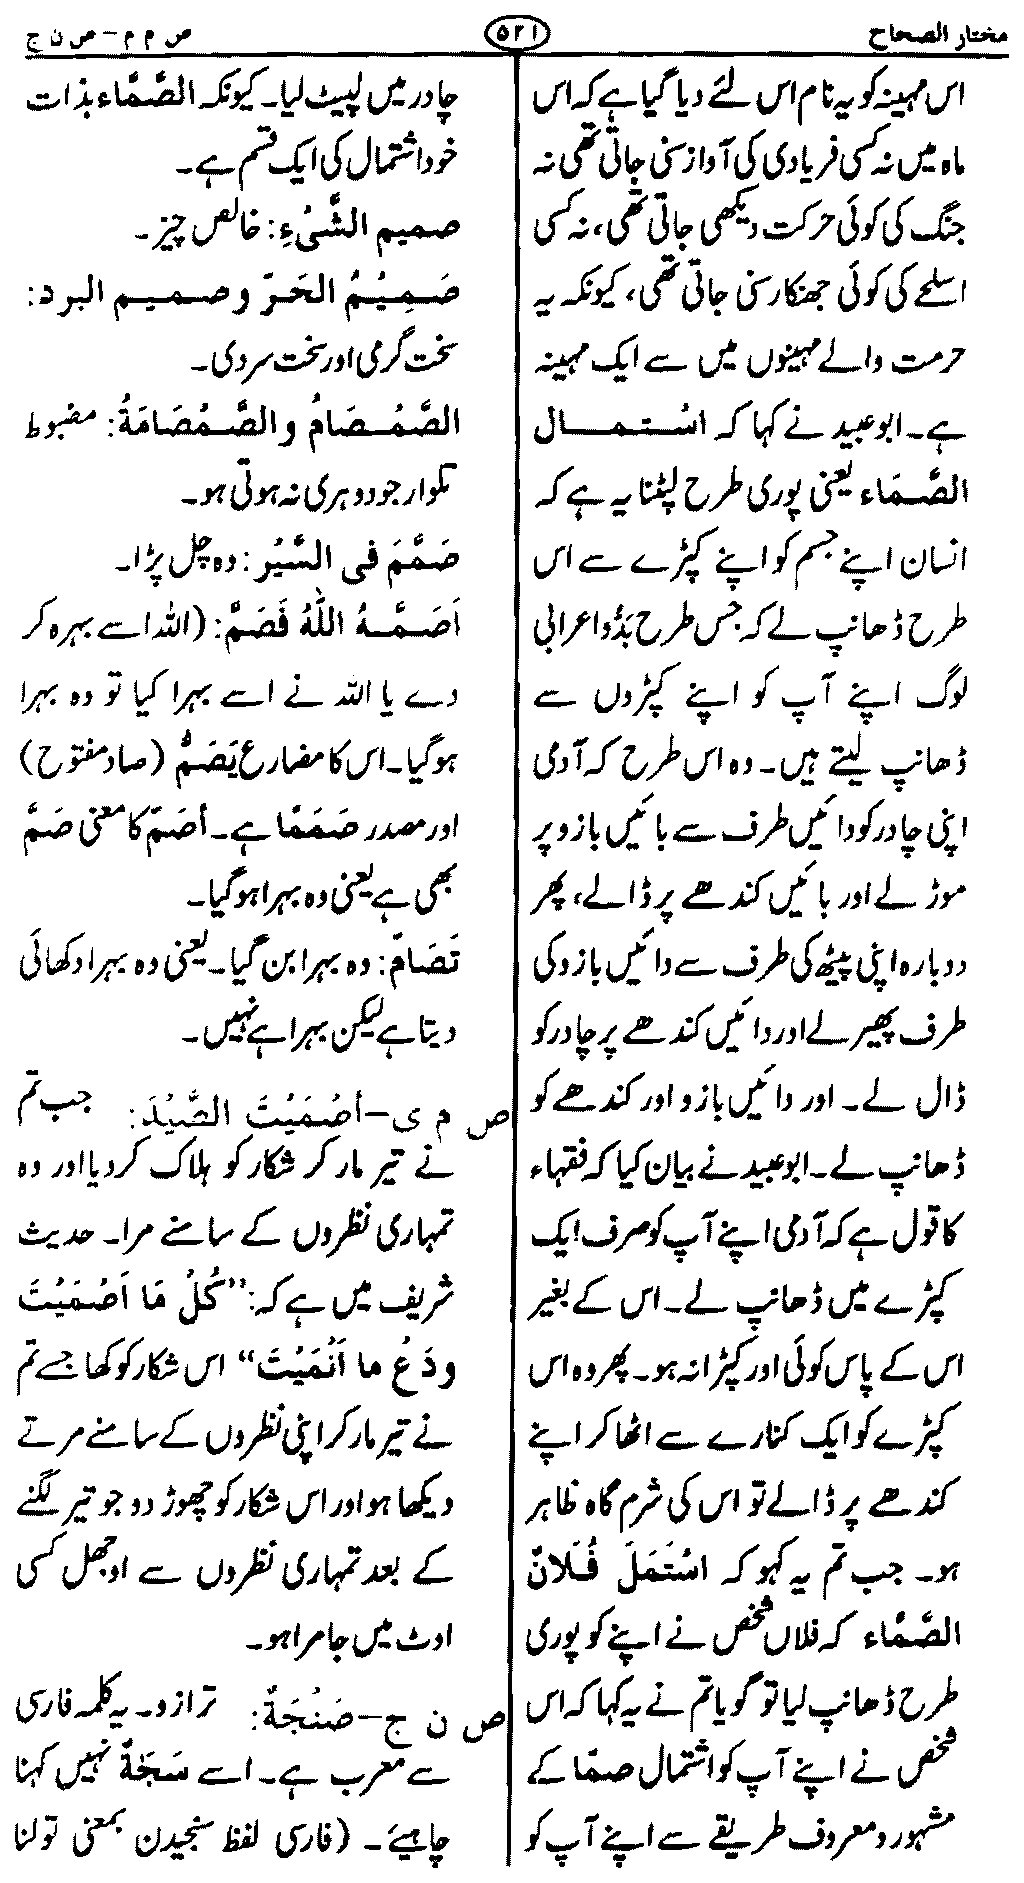 مختار الصحاح
۵۲۱
ص م م – ص ن ج
اس مہینہ کو یہ نام اس لئے دیا گیا ہے کہ اس
ماہ میں نہ کسی فریادی کی آواز سنی جاتی تھی نہ
جنگ کی کوئی حرکت دیکھی جاتی تھی، نہ کسی
اسلحے کی کوئی جھنکار سنی جاتی تھی، کیونکہ یہ
حرمت والے مہینوں میں سے ایک مہینہ
ہے۔ ابوعبید نے کہا کہ اشتمال
الصَّمَاء یعنی پوری طرح لپٹنا یہ ہے کہ
انسان اپنے جسم کو اپنے کپڑے سے اس
طرح ڈھانپ لے کہ جس طرح بَدُّو اعرابی
لوگ اپنے آپ کو اپنے کپڑوں سے
ڈھانپ لیتے ہیں۔ وہ اس طرح کہ آدمی
اپنی چادر کو دائیں طرف سے بائیں بازو پر
موڑ لے اور بائیں کندھے پر ڈالے، پھر
دوبارہ اپنی پیٹھ کی طرف سے دائیں بازو کی
طرف پھیر لے اور دائیں کندھے پر چادر کو
ڈال لے۔ اور دائیں بازو اور کندھے کو
ڈھانپ لے۔ ابوعبید نے بیان کیا کہ فقہاء
کا قول ہے کہ آدمی اپنے آپ کو صرف ایک
کپڑے میں ڈھانپ لے۔ اس کے بغیر
اس کے پاس کوئی اور کپڑا نہ ہو۔ پھر وہ اس
کپڑے کو ایک کنارے سے اٹھا کر اپنے
کندھے پر ڈالے تو اس کی شرم گاہ ظاہر
ہو۔ جب تم یہ کہو کہ اشْتَمَلَ فُلَانٌ
الصَّمَّاء کہ فلاں شخص نے اپنے کو پوری
طرح ڈھانپ لیا تو گویا تم نے یہ کہا کہ اس
شخص نے اپنے آپ کو اشتمال صمّا کے
مشہور و معروف طریقے سے اپنے آپ کو
چادر میں لپیٹ لیا۔ کیونکہ الصَّمَّاء بذات
خود اشتمال کی ایک قسم ہے۔
صمیم الشَّیْءِ: خالص چیز۔
صَمِیْمُ الحَرّ و صمیم البرد:
سخت گرمی اور سخت سردی۔
الصَّمْصَامُ والصَّمْصَامَةُ: مضبوط
تلوار جو دوہری نہ ہوتی ہو۔
صَمَّمَ فی السَّیْر: وہ چل پڑا۔
اَصَمَّهُ اللّٰهُ فَصَمَّ: (اللہ اسے بہرہ کر
دے یا اللہ نے اسے بہرا کیا تو وہ بہرا
ہوگیا۔ اس کا مضارع یَصَمُّ (صاد مفتوح)
اور مصدر صَمَمًا ہے۔ أصَمّ کا معنی صَمَّ
بھی ہے یعنی وہ بہرا ہوگیا۔
تَصَامّ: وہ بہرا بن گیا۔ یعنی وہ بہرا دکھائی
دیتا ہے لیکن بہرا ہے نہیں۔
ص م ی – أصْمَیْتَ الصَّیْدَ: جب تم
نے تیر مار کر شکار کو ہلاک کردیا اور وہ
تمہاری نظروں کے سامنے مرا۔ حدیث
شریف میں ہے کہ: ”کُلْ مَا اَصْمَیْتَ
ودَعْ ما اَنْمَیْتَ“ اس شکار کو کھا جسے تم
نے تیر مار کر اپنی نظروں کے سامنے مرتے
دیکھا ہو اور اس شکار کو چھوڑ دو جو تیر لگنے
کے بعد تمہاری نظروں سے اوجھل کسی
اوٹ میں جا مرا ہو۔
ص ن ج – صَنْجَةٌ: ترازو۔ یہ کلمہ فارسی
سے معرب ہے۔ اسے سَجَةٌ نہیں کہنا
چاہیئے۔ (فارسی لفظ سنجیدن بمعنی تولنا